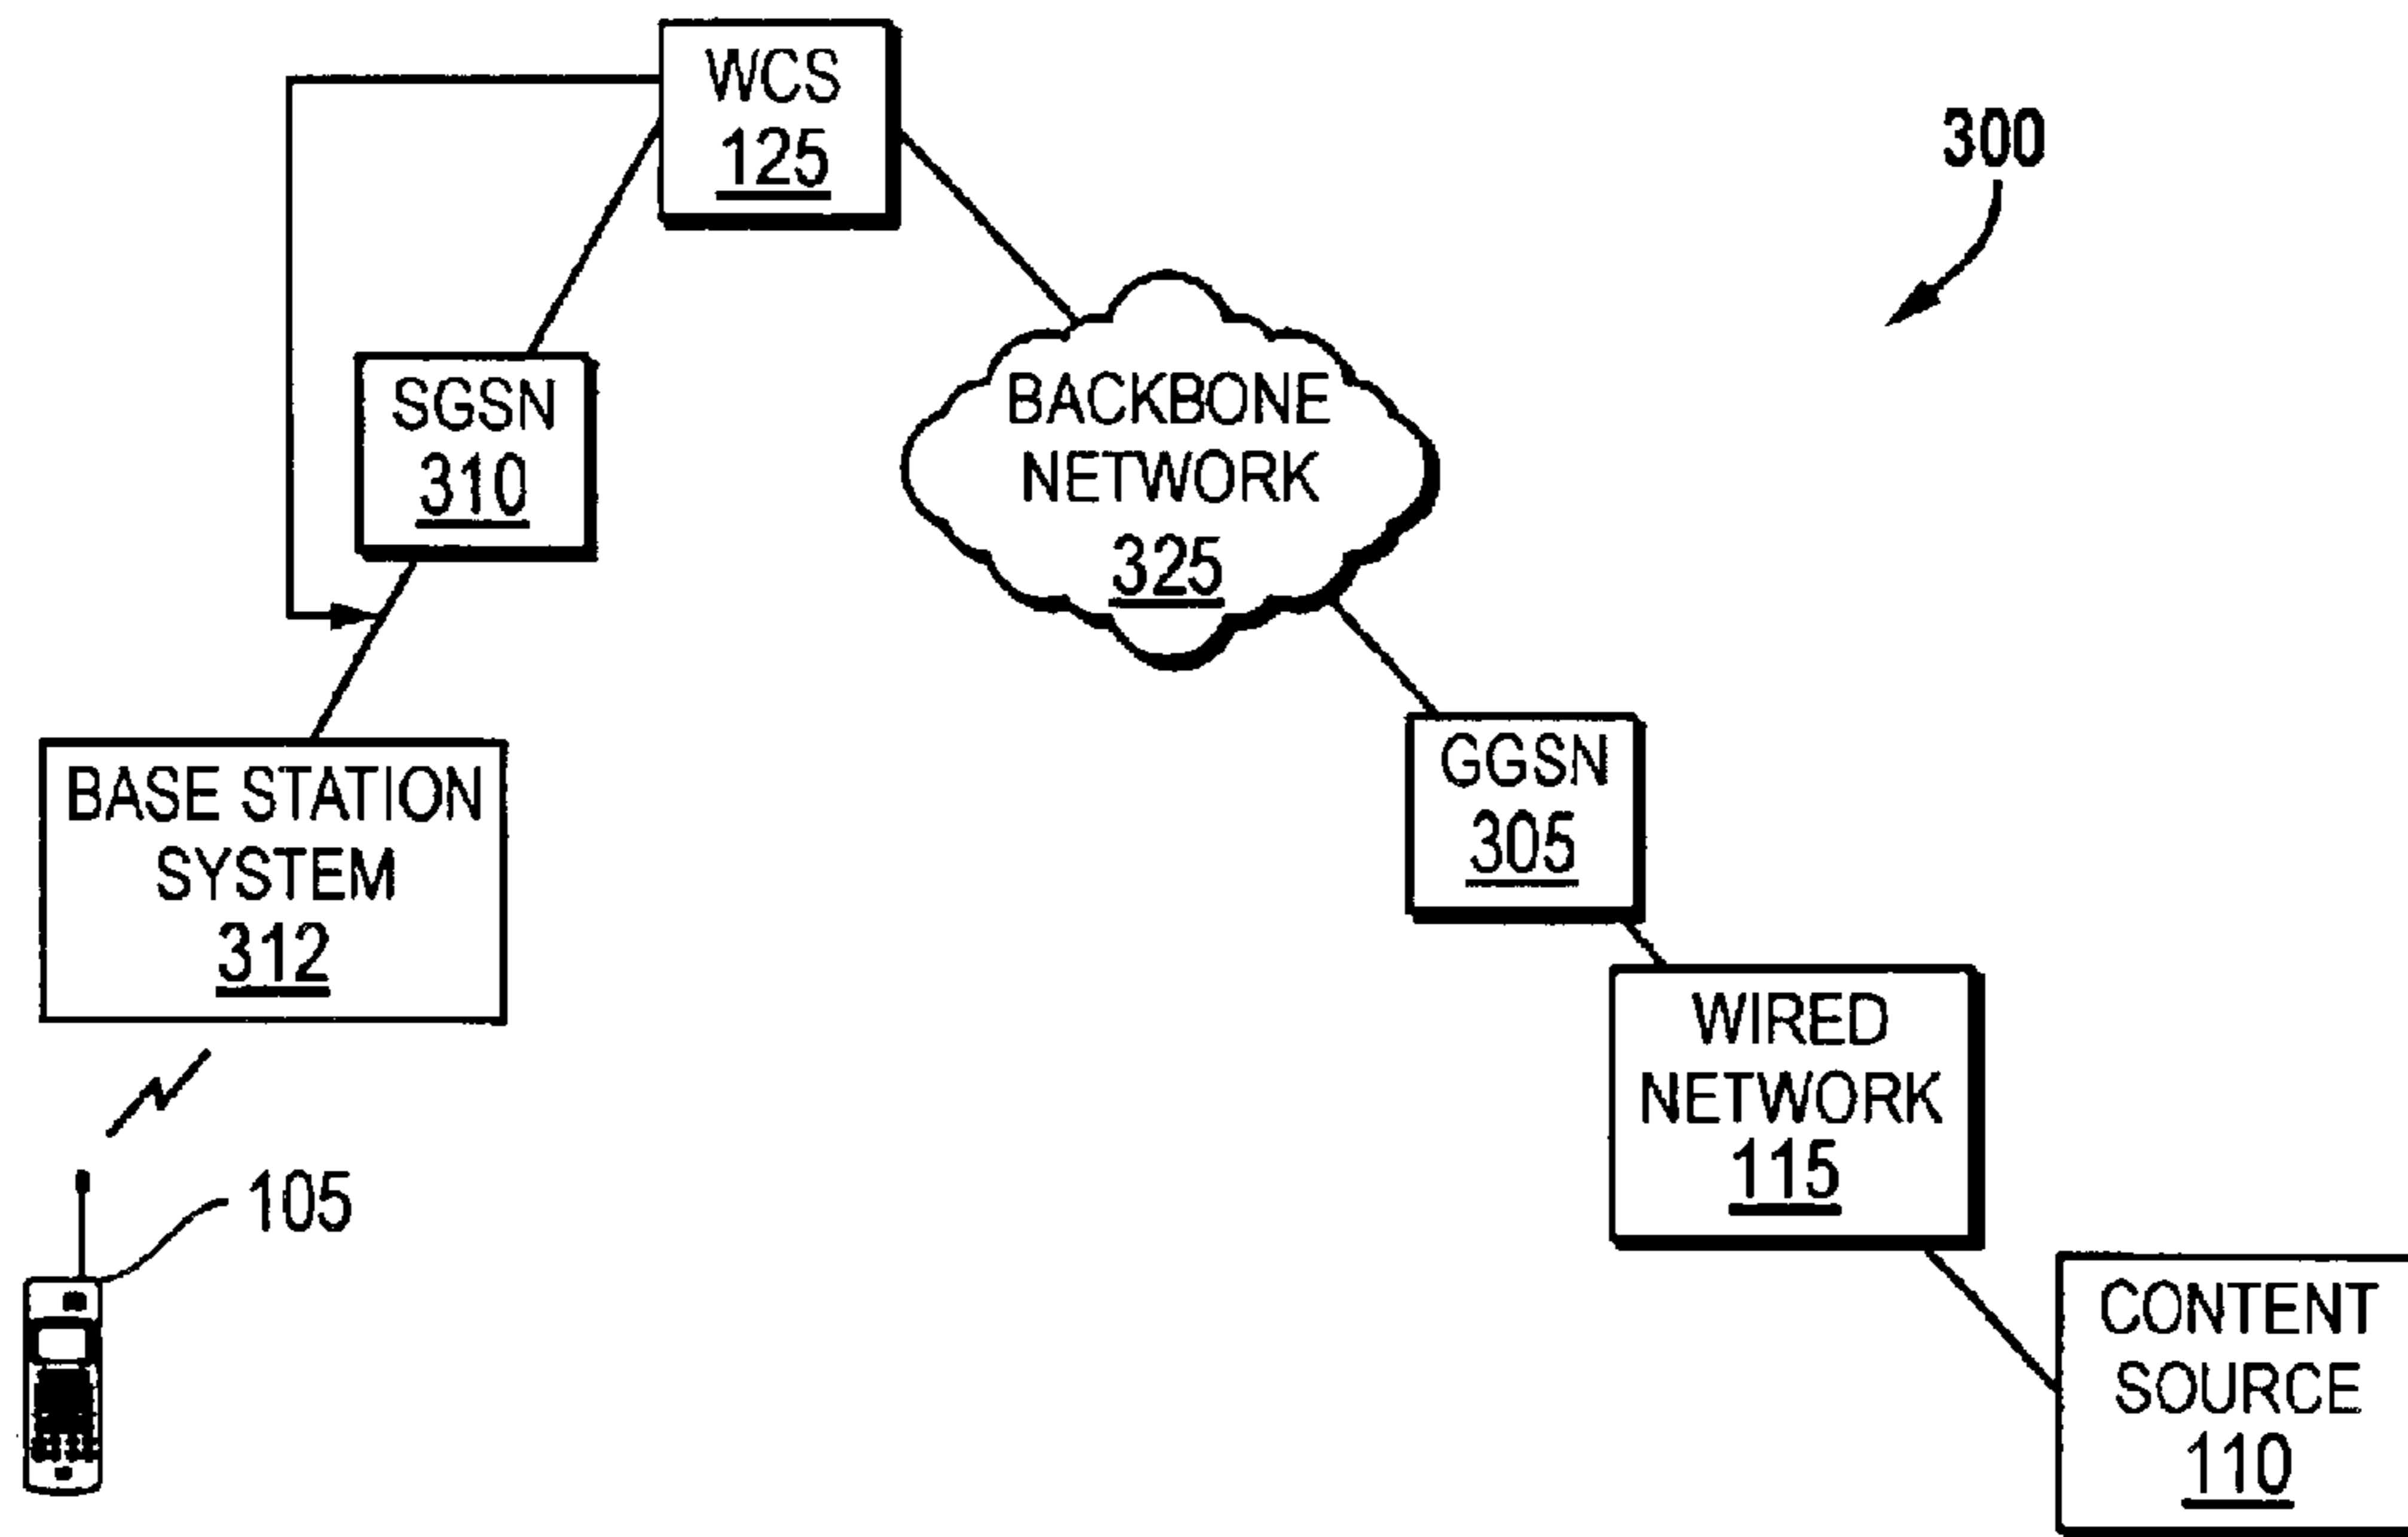 WCS
125
300
SGSN
310
BACKBONE
NETWORK
325
BASE STATION
SYSTEM
312
GGSN
305
WIRED
NETWORK
115
105
CONTENT
SOURCE
110